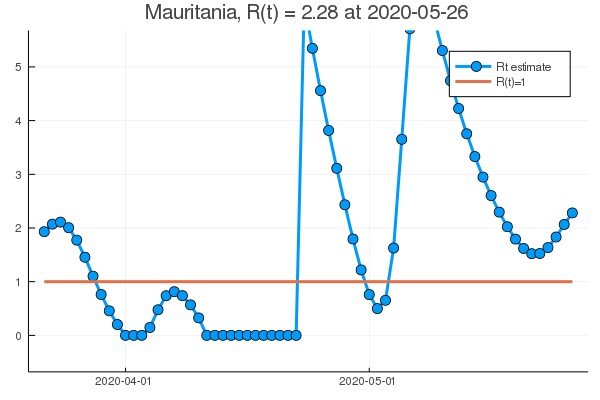 Mauritania, R(t) = 2.28 at 2020-05-26
5
4
3
2
1
0
2020-04-01
2020-05-01
Rt estimate
R(t)=1